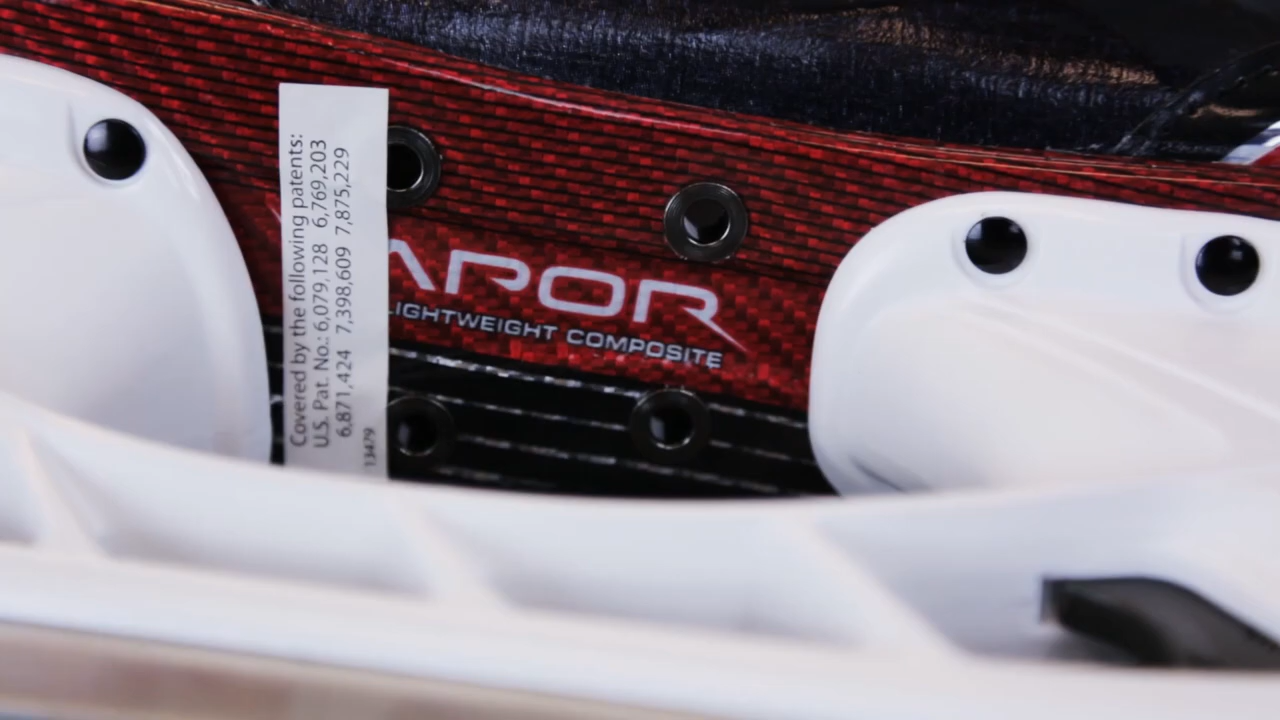 Covered by the following patents:
U.S. Pat. No.: 6,079,128 6,769,203
6,871,424 7,398,609 7,875,229
13479
APOR
LIGHTWEIGHT COMPOSITE